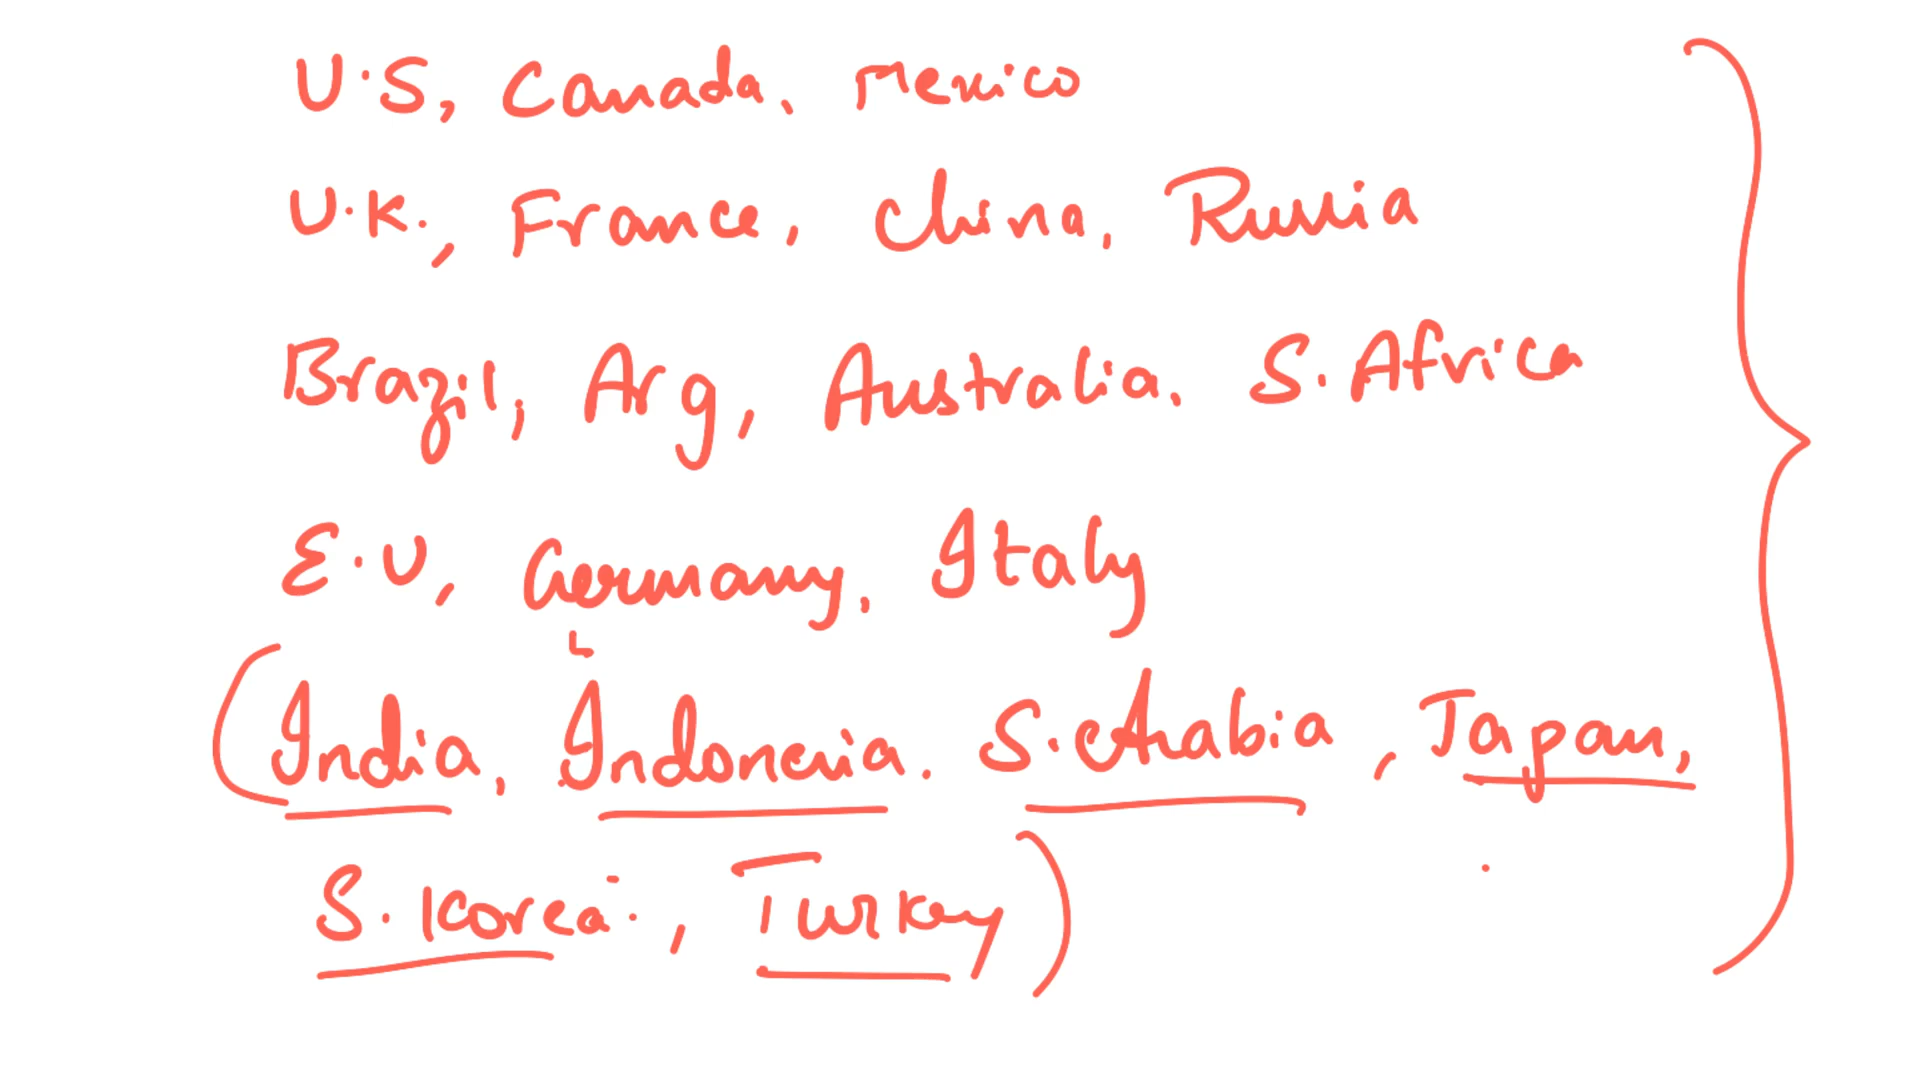 U.S, Canada, Mexico
U.K., France, China, Russia
Brazil, Arg, Australia, S. Africa
E.U, Germany, Italy
(India, Indonesia, S. Arabia, Japan,
S. Korea, Turkey)